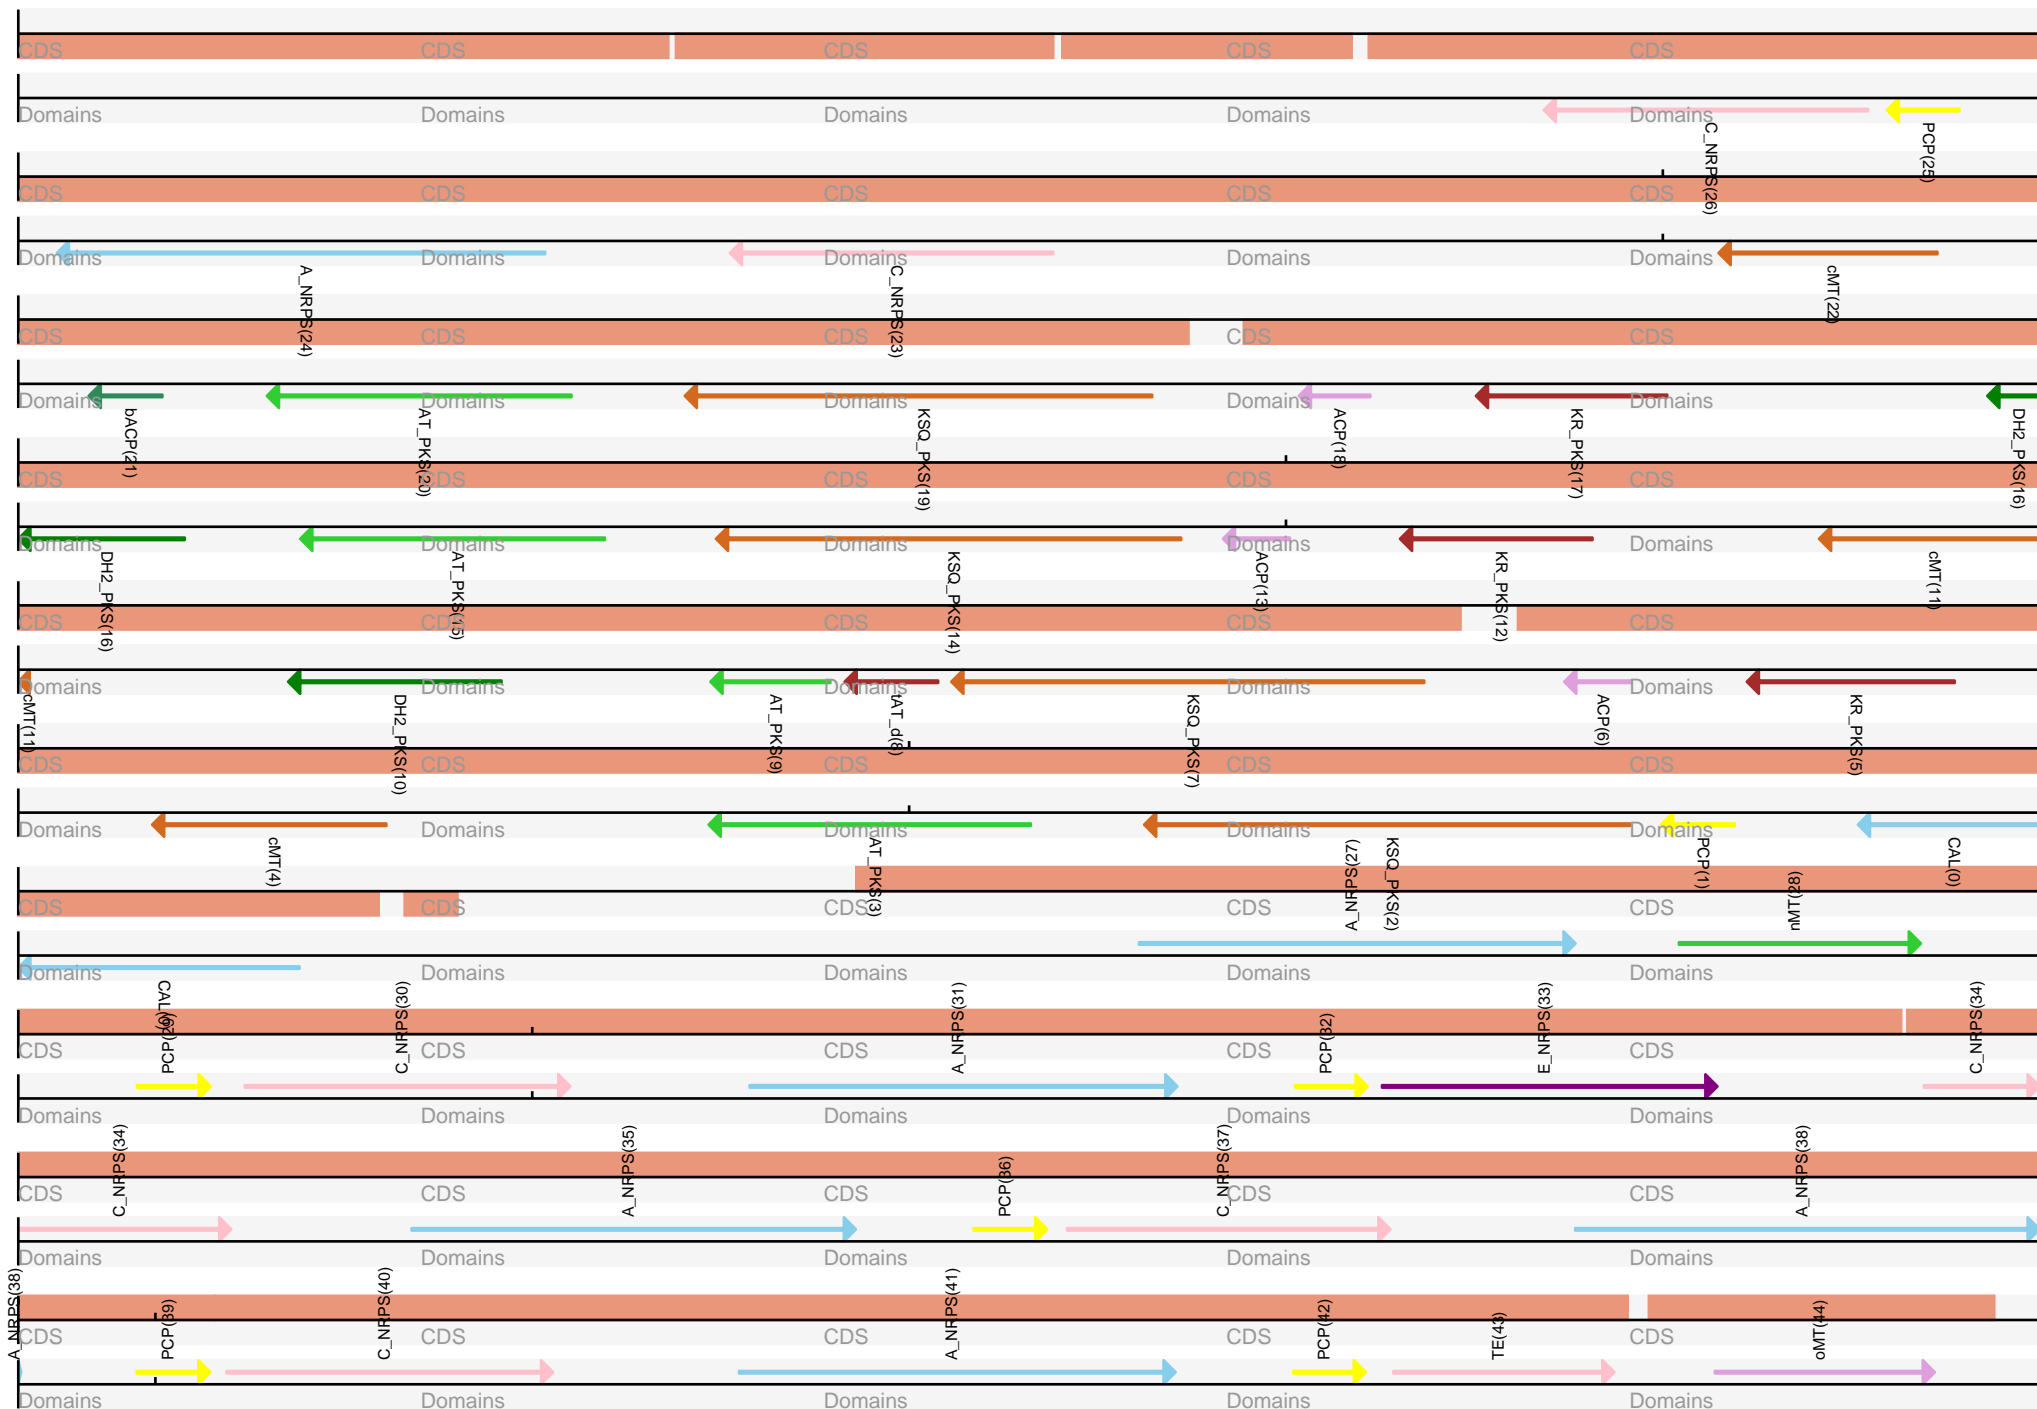 CDS CDS CDS CDS CDS
Domains Domains Domains Domains Domains
C_NRPS(26) PCP(25)
CDS CDS CDS CDS CDS
Domains Domains Domains Domains Domains
A_NRPS(24) C_NRPS(23) cMT(22)
CDS CDS CDS CDS CDS
Domains Domains Domains Domains Domains
bACP(21) AT_PKS(20) KSQ_PKS(19) ACP(18) KR_PKS(17) DH2_PKS(16)
CDS CDS CDS CDS CDS
Domains Domains Domains Domains Domains
DH2_PKS(16) AT_PKS(15) KSQ_PKS(14) ACP(13) KR_PKS(12) cMT(11)
CDS CDS CDS CDS CDS
Domains Domains Domains Domains Domains
cMT(11) DH2_PKS(10) AT_PKS(9) tAT_d(8) KSQ_PKS(7) ACP(6) KR_PKS(5)
CDS CDS CDS CDS CDS
Domains Domains Domains Domains Domains
cMT(4) AT_PKS(3) KSQ_PKS(2) PCP(1) CAL(0)
A_NRPS(27) nMT(28)
CDS CDS CDS CDS CDS
Domains Domains Domains Domains Domains
CAL(0)
PCP(29) C_NRPS(30) A_NRPS(31) PCP(32) E_NRPS(33) C_NRPS(34)
CDS CDS CDS CDS CDS
Domains Domains Domains Domains Domains
C_NRPS(34) A_NRPS(35) PCP(36) C_NRPS(37) A_NRPS(38)
CDS CDS CDS CDS CDS
Domains Domains Domains Domains Domains
A_NRPS(38) PCP(39) C_NRPS(40) A_NRPS(41) PCP(42) TE(43) oMT(44)
CDS CDS CDS CDS CDS
Domains Domains Domains Domains Domains